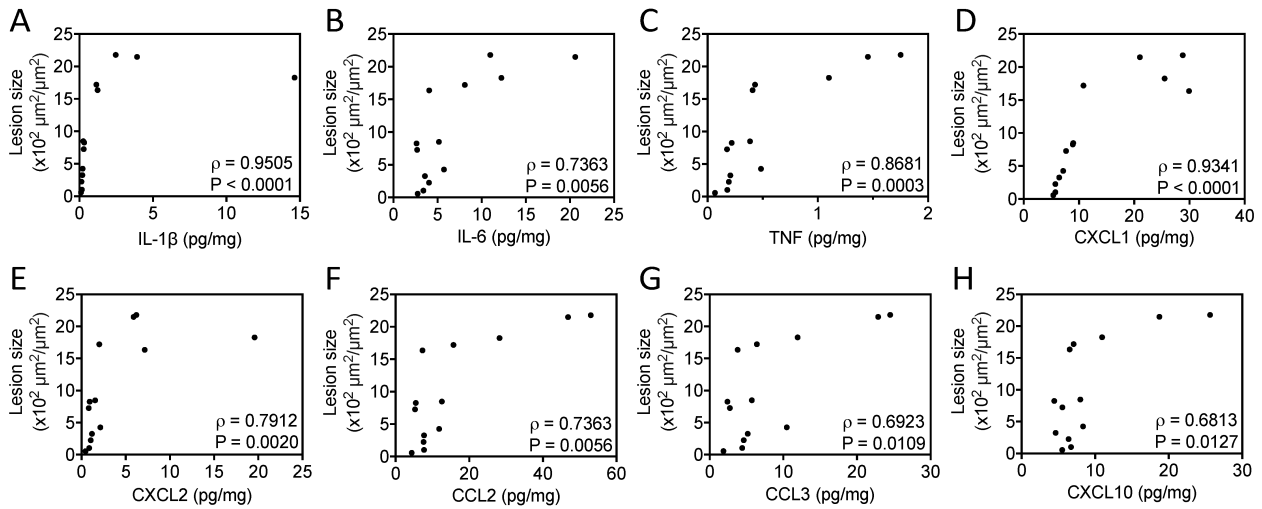 A
Lesion size
(x10² μm²/μm²)
25
20
15
10
5
0
ρ = 0.9505
P < 0.0001
0 5 10 15
IL-1β (pg/mg)
B
Lesion size
(x10² μm²/μm²)
25
20
15
10
5
0
ρ = 0.7363
P = 0.0056
0 5 10 15 20 25
IL-6 (pg/mg)
C
Lesion size
(x10² μm²/μm²)
25
20
15
10
5
0
ρ = 0.8681
P = 0.0003
0 1 2
TNF (pg/mg)
D
Lesion size
(x10² μm²/μm²)
25
20
15
10
5
0
ρ = 0.9341
P < 0.0001
0 10 20 30 40
CXCL1 (pg/mg)
E
Lesion size
(x10² μm²/μm²)
25
20
15
10
5
0
ρ = 0.7912
P = 0.0020
0 5 10 15 20 25
CXCL2 (pg/mg)
F
Lesion size
(x10² μm²/μm²)
25
20
15
10
5
0
ρ = 0.7363
P = 0.0056
0 20 40 60
CCL2 (pg/mg)
G
Lesion size
(x10² μm²/μm²)
25
20
15
10
5
0
ρ = 0.6923
P = 0.0109
0 10 20 30
CCL3 (pg/mg)
H
Lesion size
(x10² μm²/μm²)
25
20
15
10
5
0
ρ = 0.6813
P = 0.0127
0 10 20 30
CXCL10 (pg/mg)